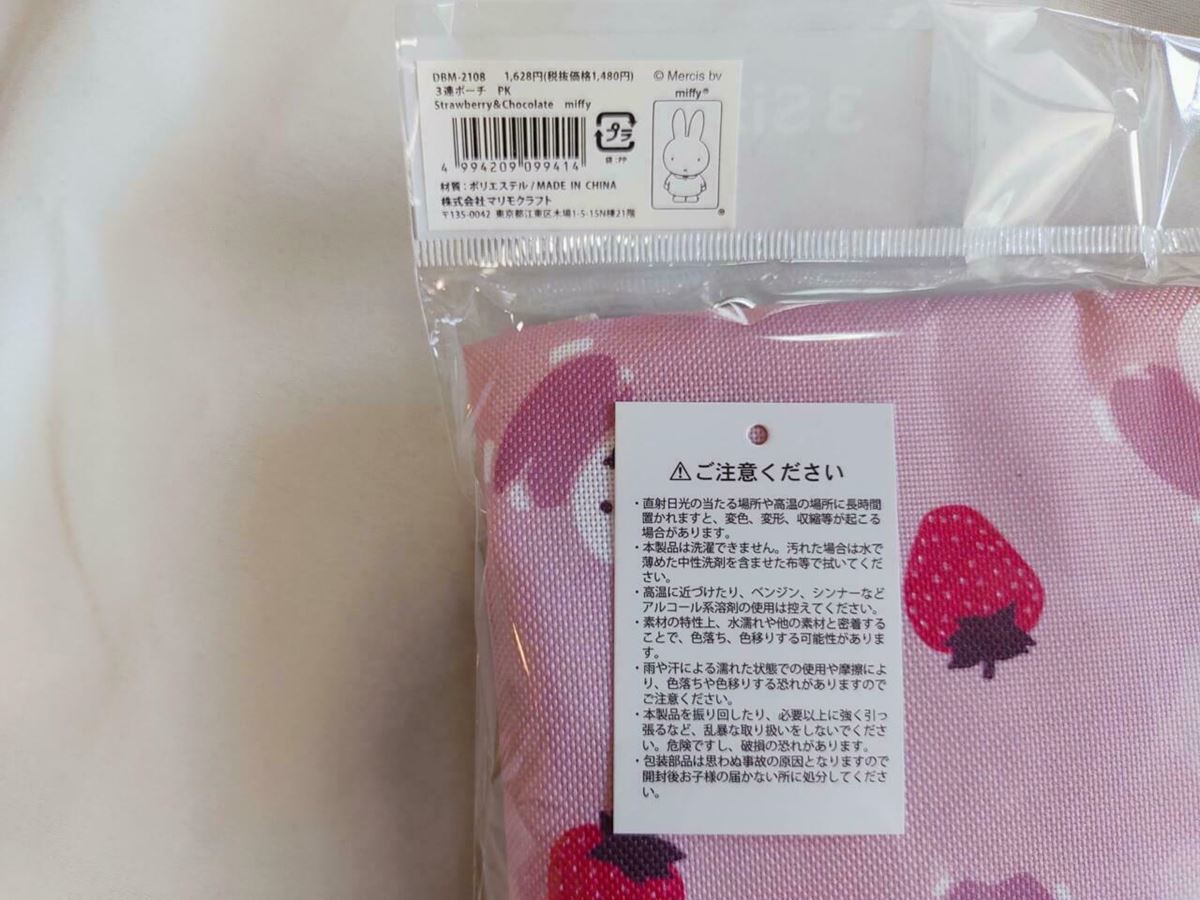 DBM-2108 1,628円(税抜価格1,480円)
3連ポーチ PK
Strawberry&Chocolate miffy
4 994209 099414
プラ
袋:PP
材質:ポリエステル/MADE IN CHINA
株式会社マリモクラフト
〒135-0042 東京都江東区木場1-5-15N棟21階
© Mercis bv
miffy®
®
⚠ご注意ください
・直射日光の当たる場所や高温の場所に長時間
置かれますと、変色、変形、収縮等が起こる
場合があります。
・本製品は洗濯できません。汚れた場合は水で
薄めた中性洗剤を含ませた布等で拭いてくだ
さい。
・高温に近づけたり、ベンジン、シンナーなど
アルコール系溶剤の使用は控えてください。
・素材の特性上、水濡れや他の素材と密着する
ことで、色落ち、色移りする可能性がありま
す。
・雨や汗による濡れた状態での使用や摩擦によ
り、色落ちや色移りする恐れがありますので
ご注意ください。
・本製品を振り回したり、必要以上に強く引っ
張るなど、乱暴な取り扱いをしないでくださ
い。危険ですし、破損の恐れがあります。
・包装部品は思わぬ事故の原因となりますので
開封後お子様の届かない所に処分してくださ
い。